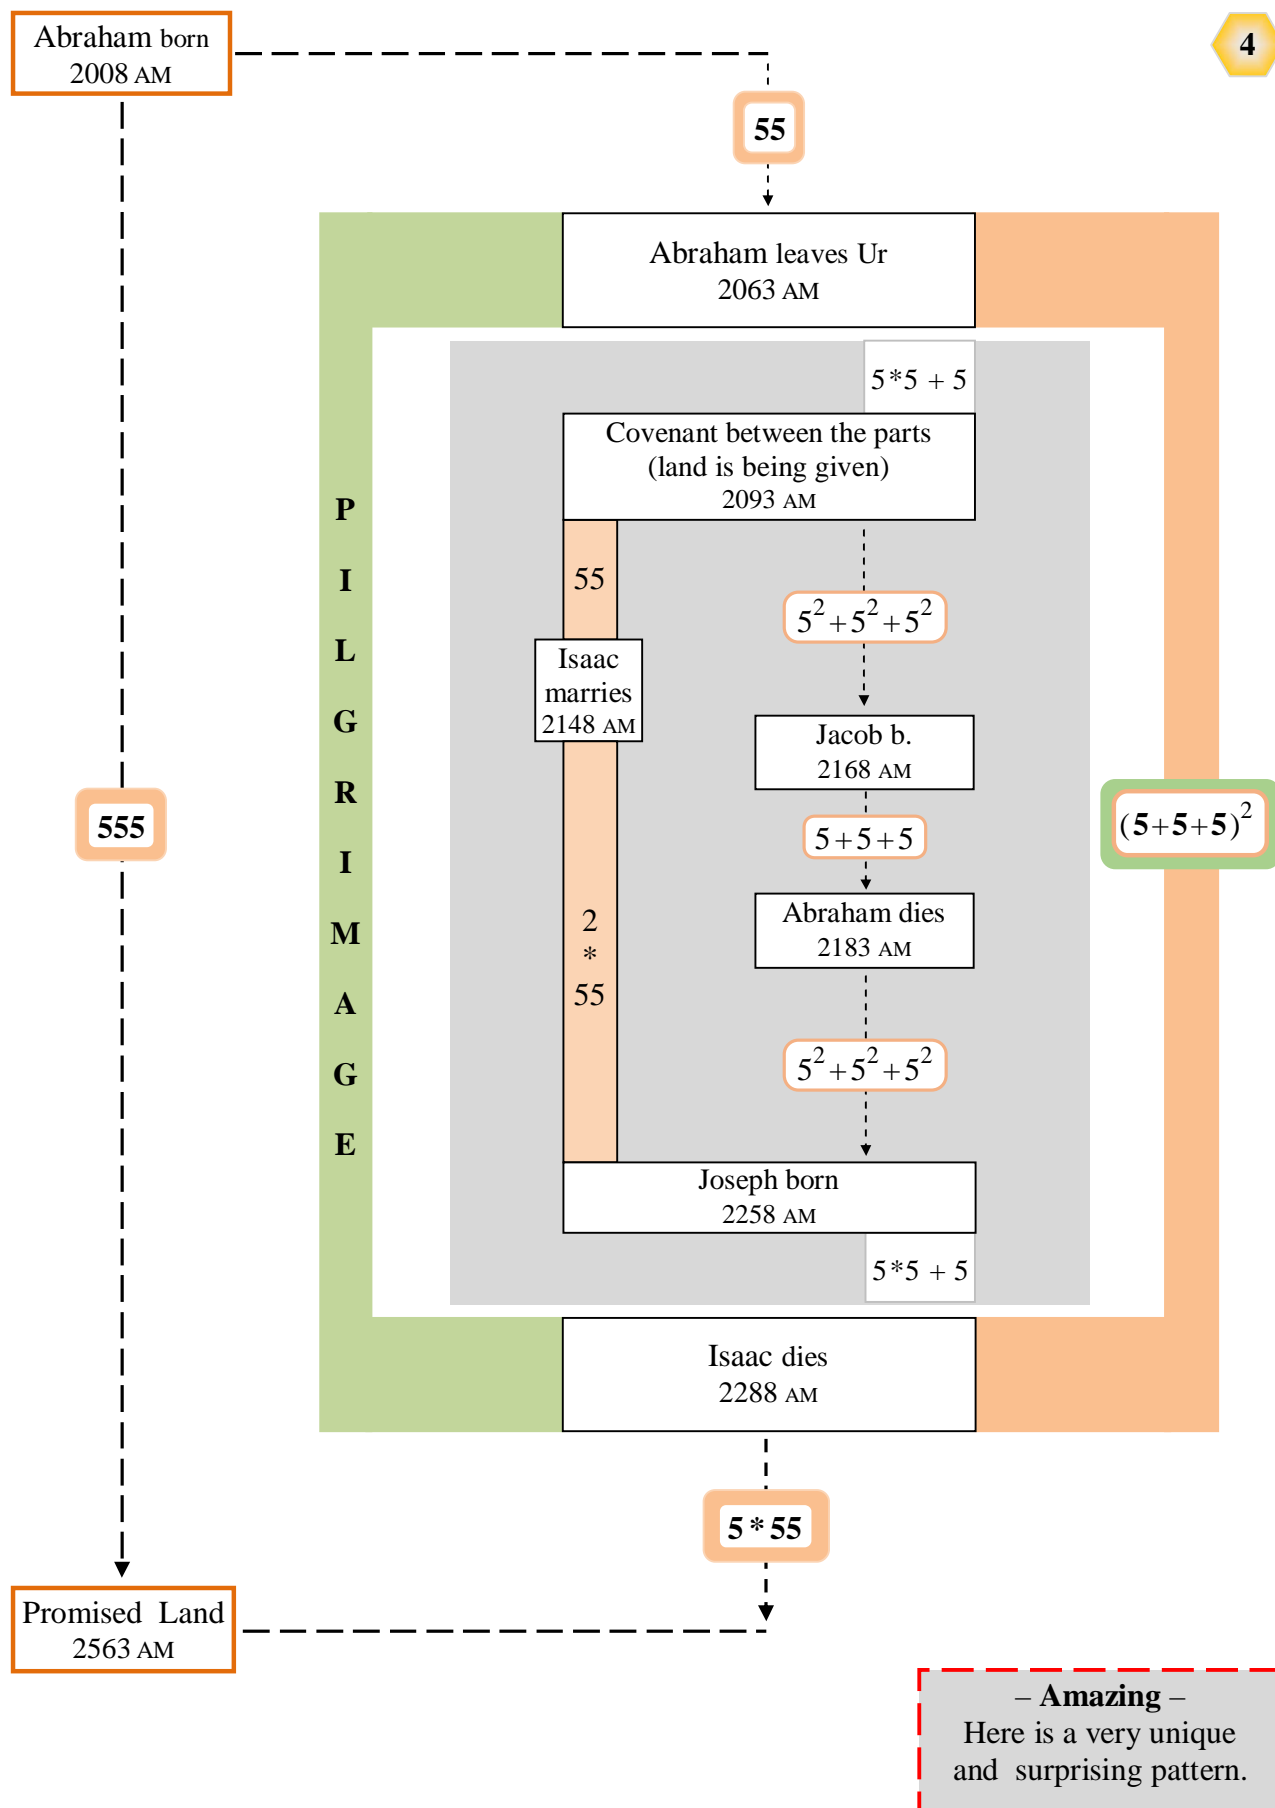 Abraham born
2008 AM
4
55
Abraham leaves Ur
2063 AM
5*5 + 5
Covenant between the parts
(land is being given)
2093 AM
P
I
L
G
R
I
M
A
G
E
55
5²+5²+5²
Isaac
marries
2148 AM
Jacob b.
2168 AM
555
5+5+5
(5+5+5)²
Abraham dies
2183 AM
2
*
55
5²+5²+5²
Joseph born
2258 AM
5*5 + 5
Isaac dies
2288 AM
5*55
Promised Land
2563 AM
– Amazing –
Here is a very unique
and surprising pattern.